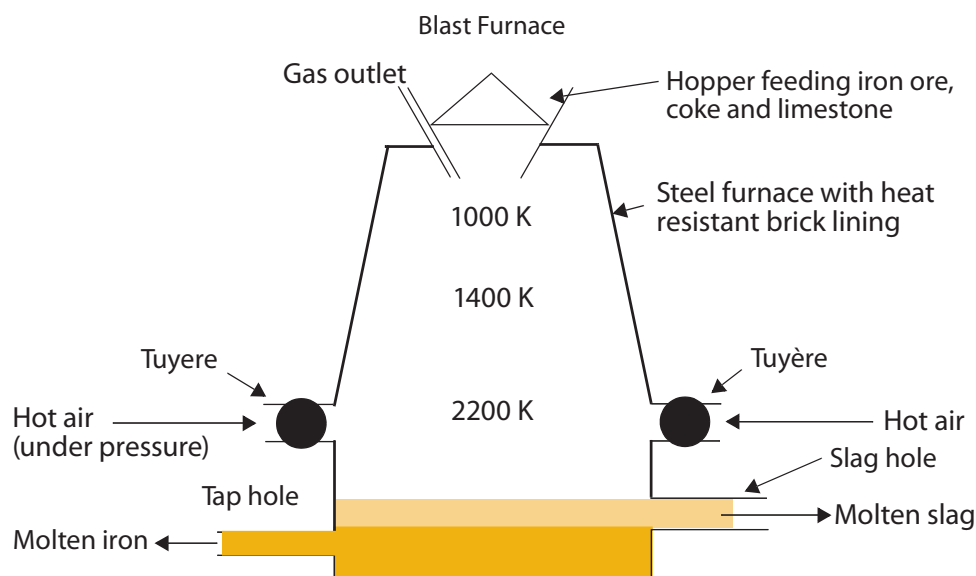 Blast Furnace
Gas outlet
Hopper feeding iron ore,
coke and limestone
1000 K
Steel furnace with heat
resistant brick lining
1400 K
Tuyere
Tuyère
Hot air
(under pressure)
2200 K
Hot air
Slag hole
Tap hole
Molten slag
Molten iron